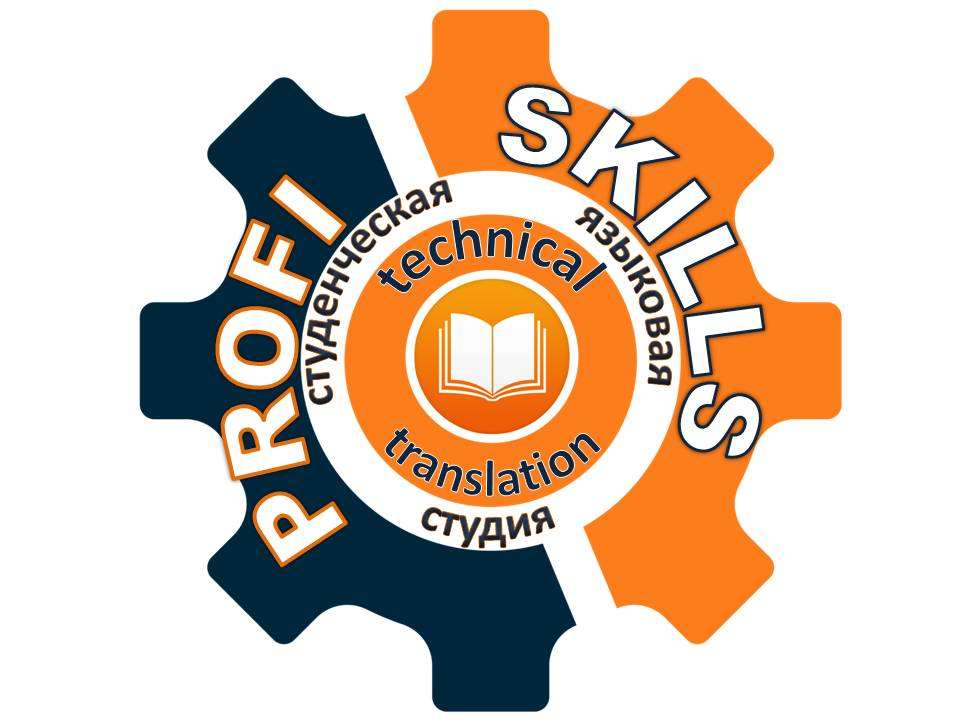 PROFI
SKILLS
студенческая
языковая
студия
technical
translation